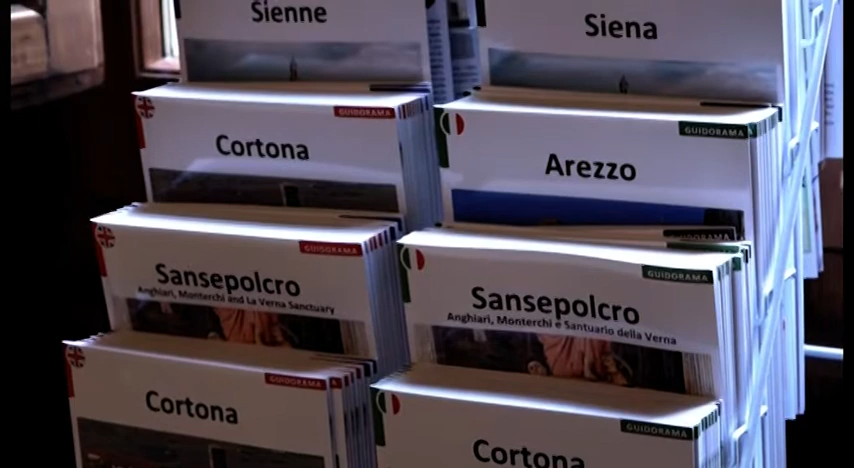 Sienne
Siena
GUIDORAMA
Cortona
GUIDORAMA
Arezzo
GUIDORAMA
Sansepolcro
Anghiari, Monterchi and La Verna Sanctuary
GUIDORAMA
GUIDORAMA
Sansepolcro
Anghiari, Monterchi e Santuario della Verna
GUIDORAMA
Cortona
GUIDORAMA
Cortona